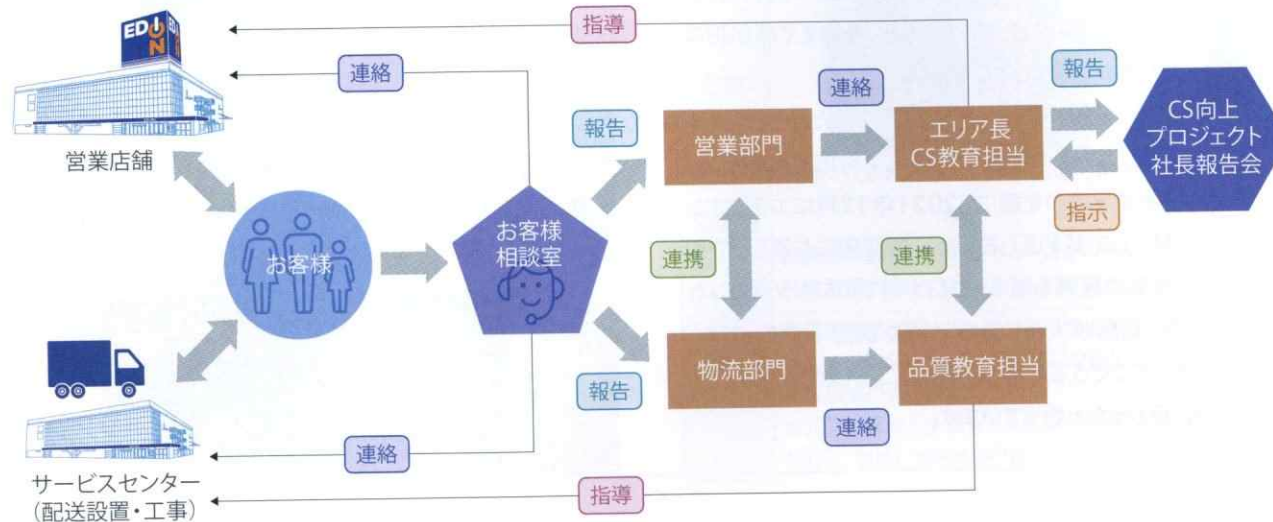 EDION
指導
連絡
営業店舗
お客様
お客様
相談室
報告
営業部門
連絡
エリア長
CS教育担当
報告
CS向上
プロジェクト
社長報告会
指示
連携
連携
報告
物流部門
連絡
品質教育担当
サービスセンター
(配送設置・工事)
連絡
指導